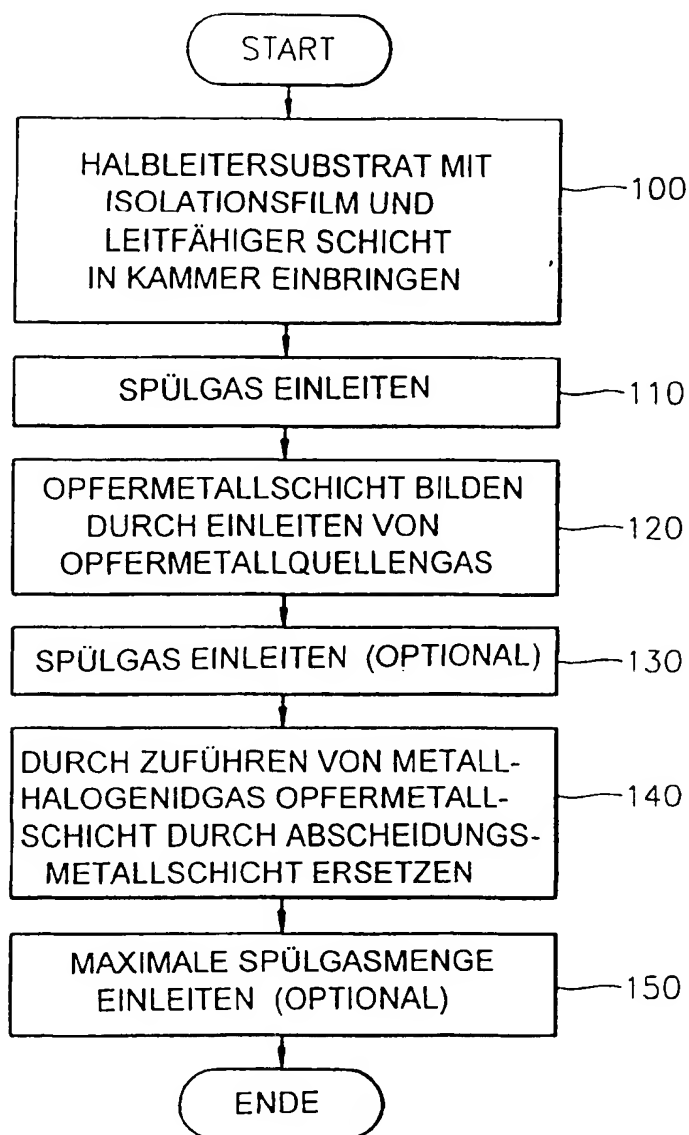 START
HALBLEITERSUBSTRAT MIT
ISOLATIONSFILM UND
LEITFÄHIGER SCHICHT
IN KAMMER EINBRINGEN
100
SPÜLGAS EINLEITEN
110
OPFERMETALLSCHICHT BILDEN
DURCH EINLEITEN VON
OPFERMETALLQUELLENGAS
120
SPÜLGAS EINLEITEN (OPTIONAL)
130
DURCH ZUFÜHREN VON METALL-
HALOGENIDGAS OPFERMETALL-
SCHICHT DURCH ABSCHEIDUNGS-
METALLSCHICHT ERSETZEN
140
MAXIMALE SPÜLGASMENGE
EINLEITEN (OPTIONAL)
150
ENDE